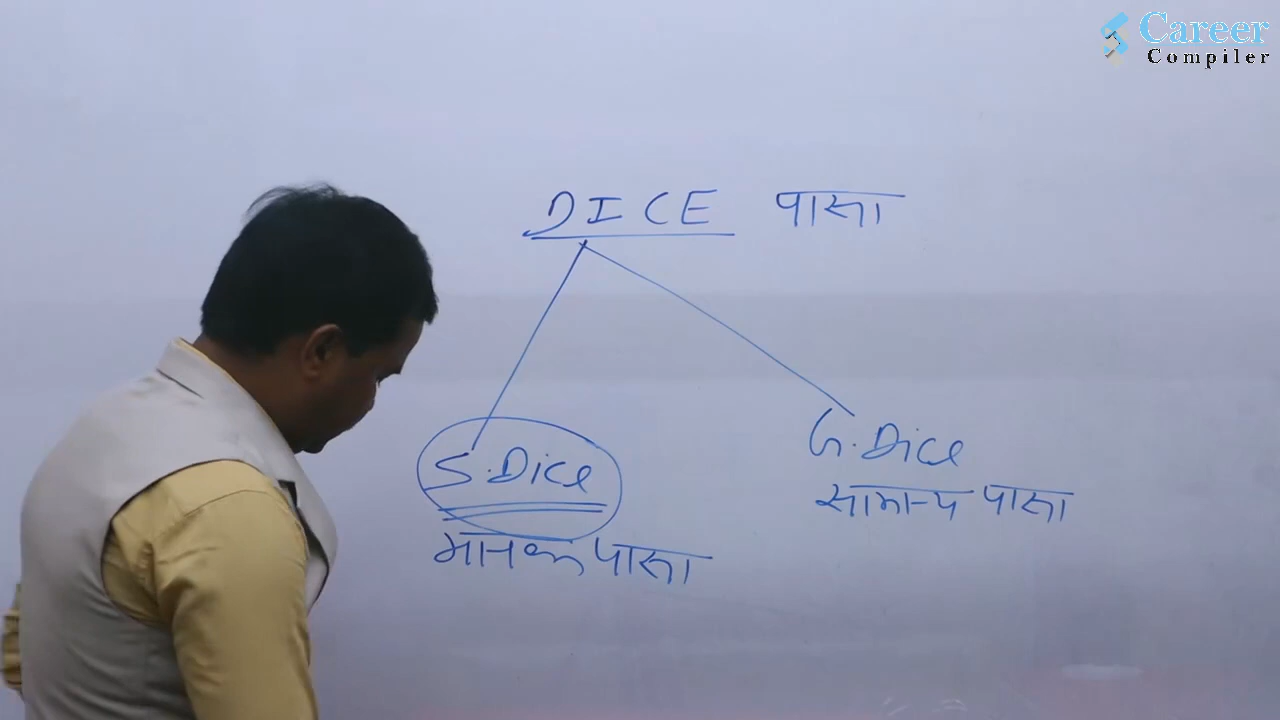 Career
Compiler
DICE पासा
S.Dice
मानक पासा
G.Dice
सामान्य पासा